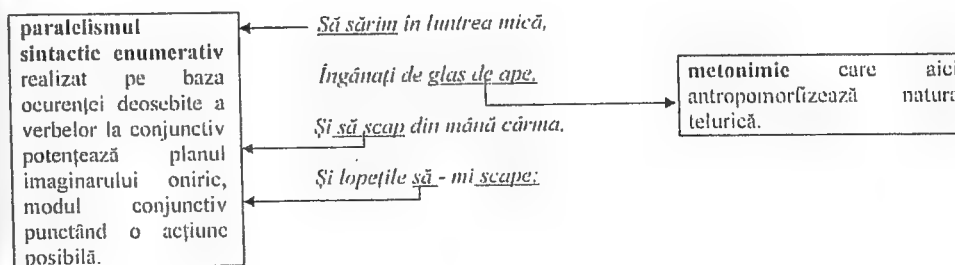 paralelismul
sintactic enumerativ
realizat pe baza
ocurenței deosebite a
verbelor la conjunctiv
potențează planul
imaginarului oniric,
modul conjunctiv
punctând o acțiune
posibilă.
Să sărim în luntrea mică,
Îngânați de glas de ape,
Și să scap din mână cârma,
Și lopețile să - mi scape;
metonimie care aici
antropomorfizează natura
telurică.